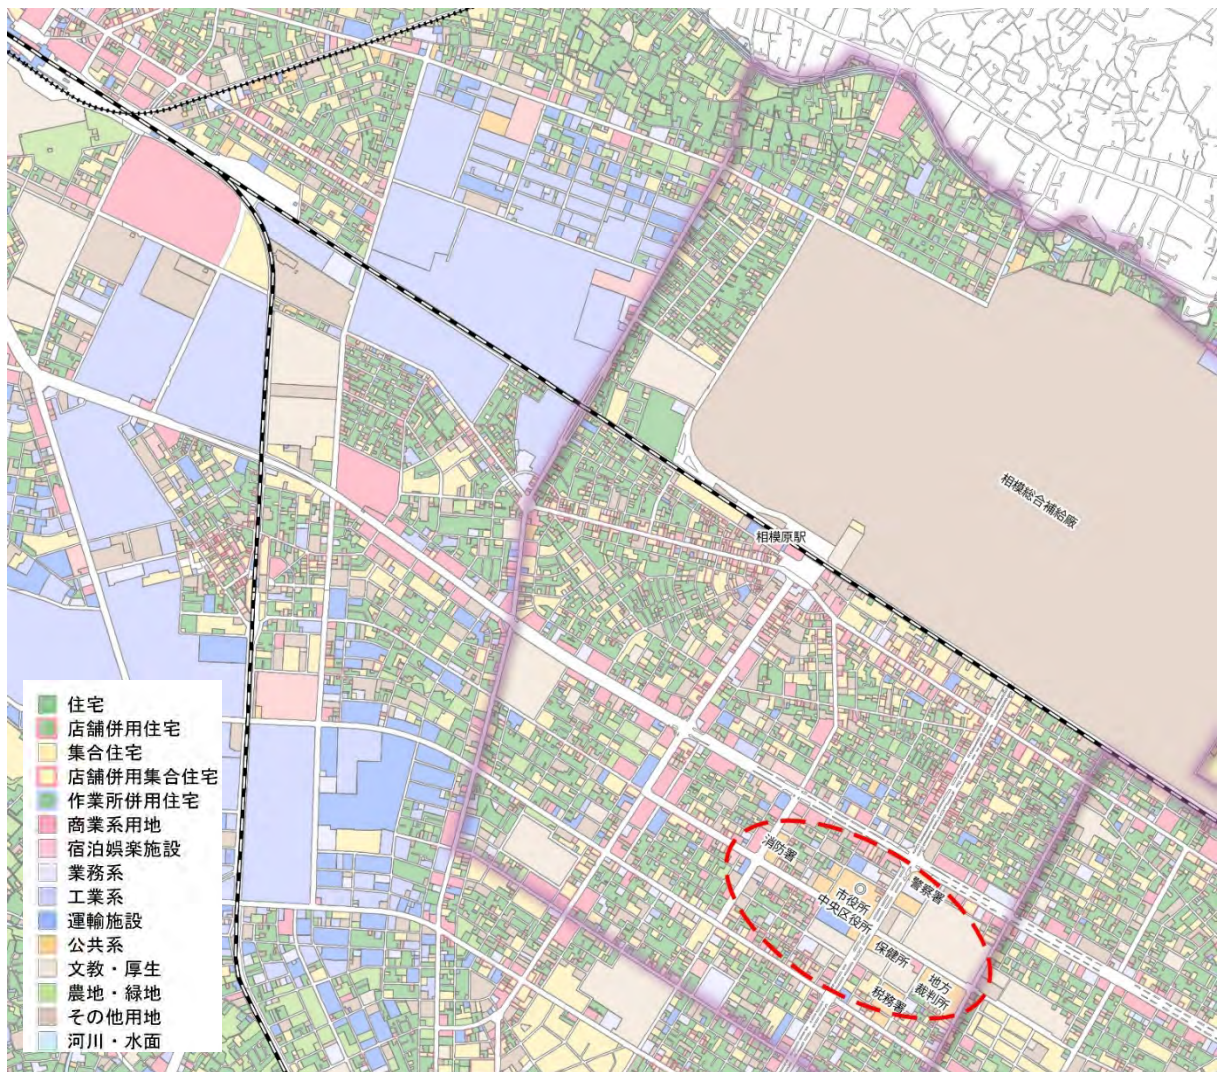 相模総合補給廠
相模原駅
消防署
市役所
中央区役所
警察署
保健所
地方
裁判所
税務署
住宅
店舗併用住宅
集合住宅
店舗併用集合住宅
作業所併用住宅
商業系用地
宿泊娯楽施設
業務系
工業系
運輸施設
公共系
文教・厚生
農地・緑地
その他用地
河川・水面